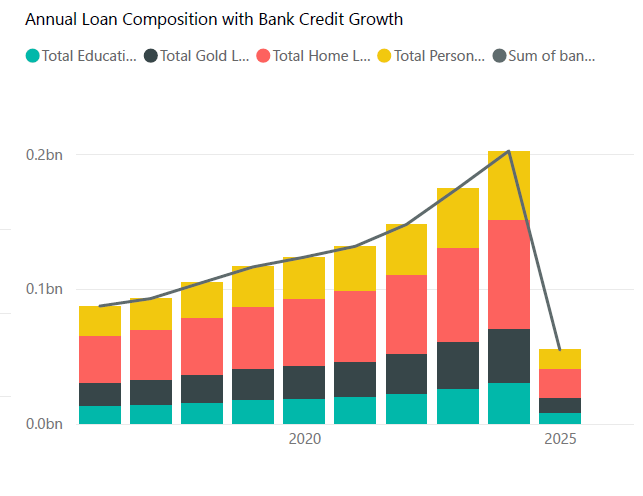 Annual Loan Composition with Bank Credit Growth
Total Educati... Total Gold L... Total Home L... Total Person... Sum of ban...
0.2bn
0.1bn
0.0bn
2020 2025